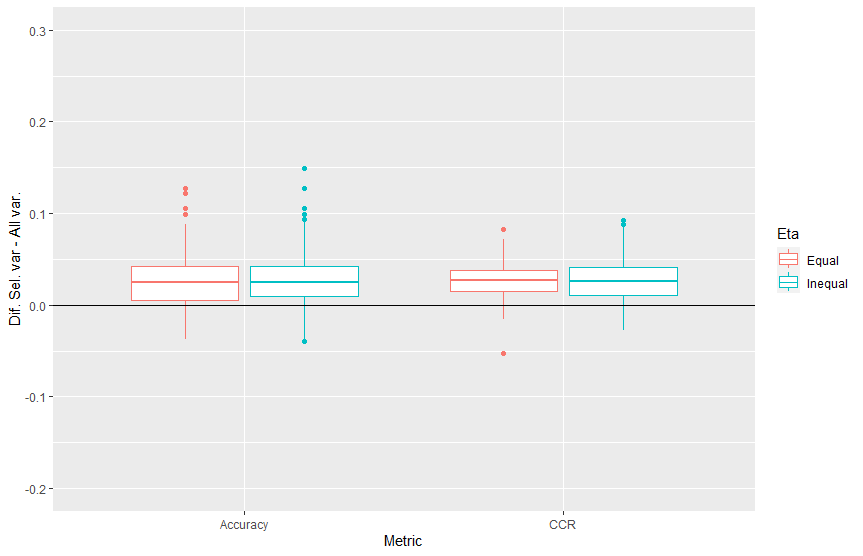 0.3
0.2
0.1
0.0
-0.1
-0.2
Dif. Sel. var - All var.
Accuracy
CCR
Metric
Eta
Equal
Inequal